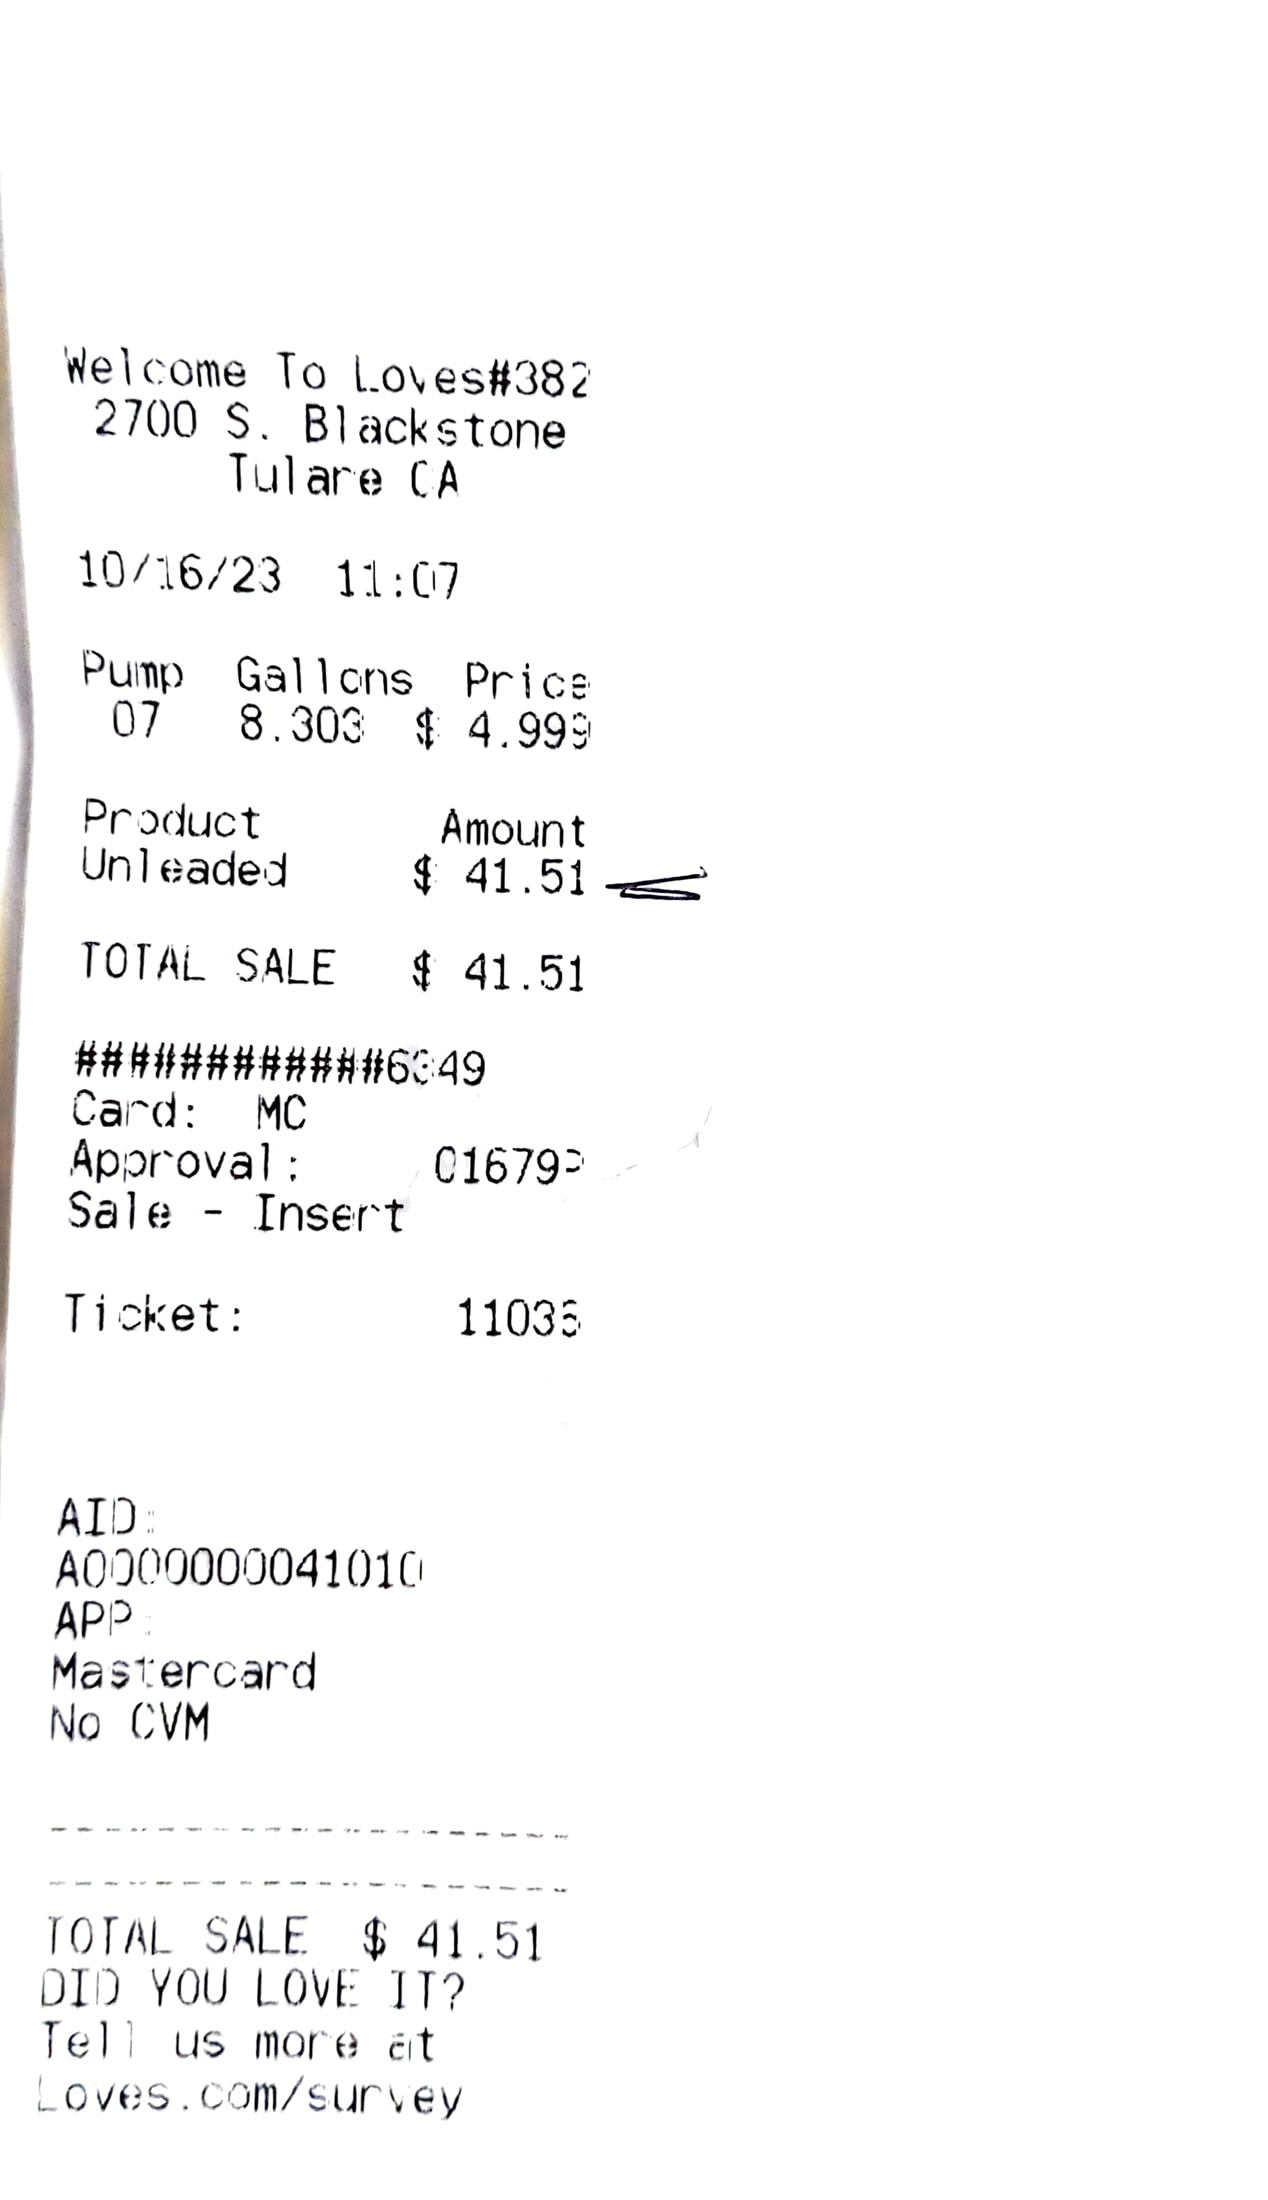 Welcome To Loves#382
2700 S. Blackstone
Tulare CA
10/16/23 11:07
Pump Gallons Price
07 8.303 $ 4.999
Product Amount
Unleaded $ 41.51
TOTAL SALE $ 41.51
Card: MC
Approval: 01679P
Sale - Insert
Ticket:
AID:
A0000000041010
APP:
Mastercard
No CVM
--------------------
--------------------
TOTAL SALE $ 41.51
DID YOU LOVE IT?
Tell us more at
Loves.com/survey